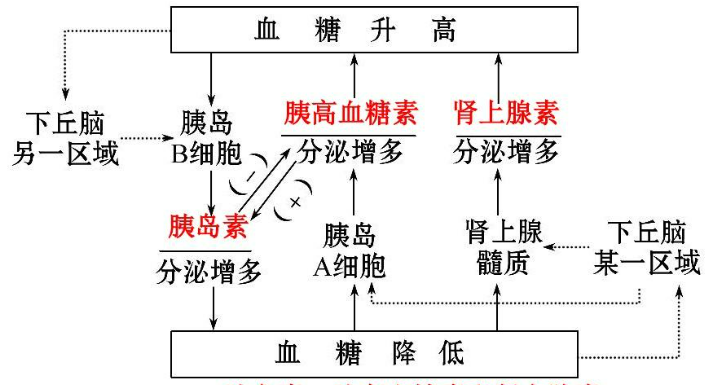 血糖升高
下丘脑
另一区域
胰岛
B细胞
胰高血糖素
分泌增多
肾上腺素
分泌增多
(-)
(+)
胰岛素
分泌增多
胰岛
A细胞
肾上腺
髓质
下丘脑
某一区域
血糖降低